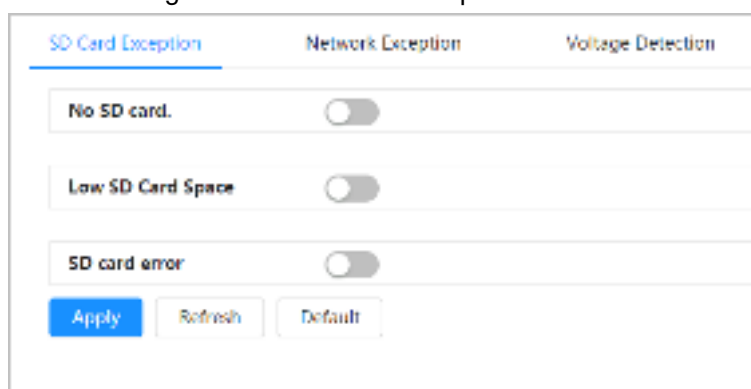 SD Card Exception Network Exception Voltage Detection
No SD card.
Low SD Card Space
SD card error
Apply Refresh Default